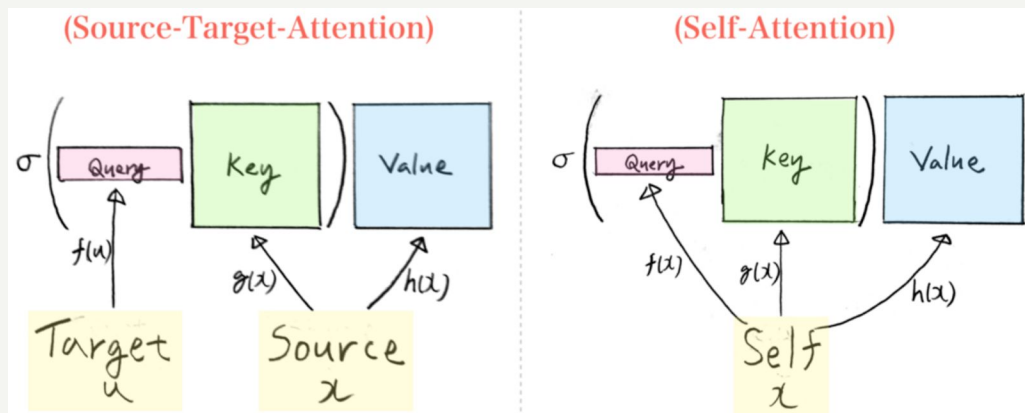 (Source-Target-Attention)
σ ( Query Key ) Value
f(u) g(x) h(x)
Target Source
u x
(Self-Attention)
σ ( Query Key ) Value
f(x) g(x) h(x)
Self
x